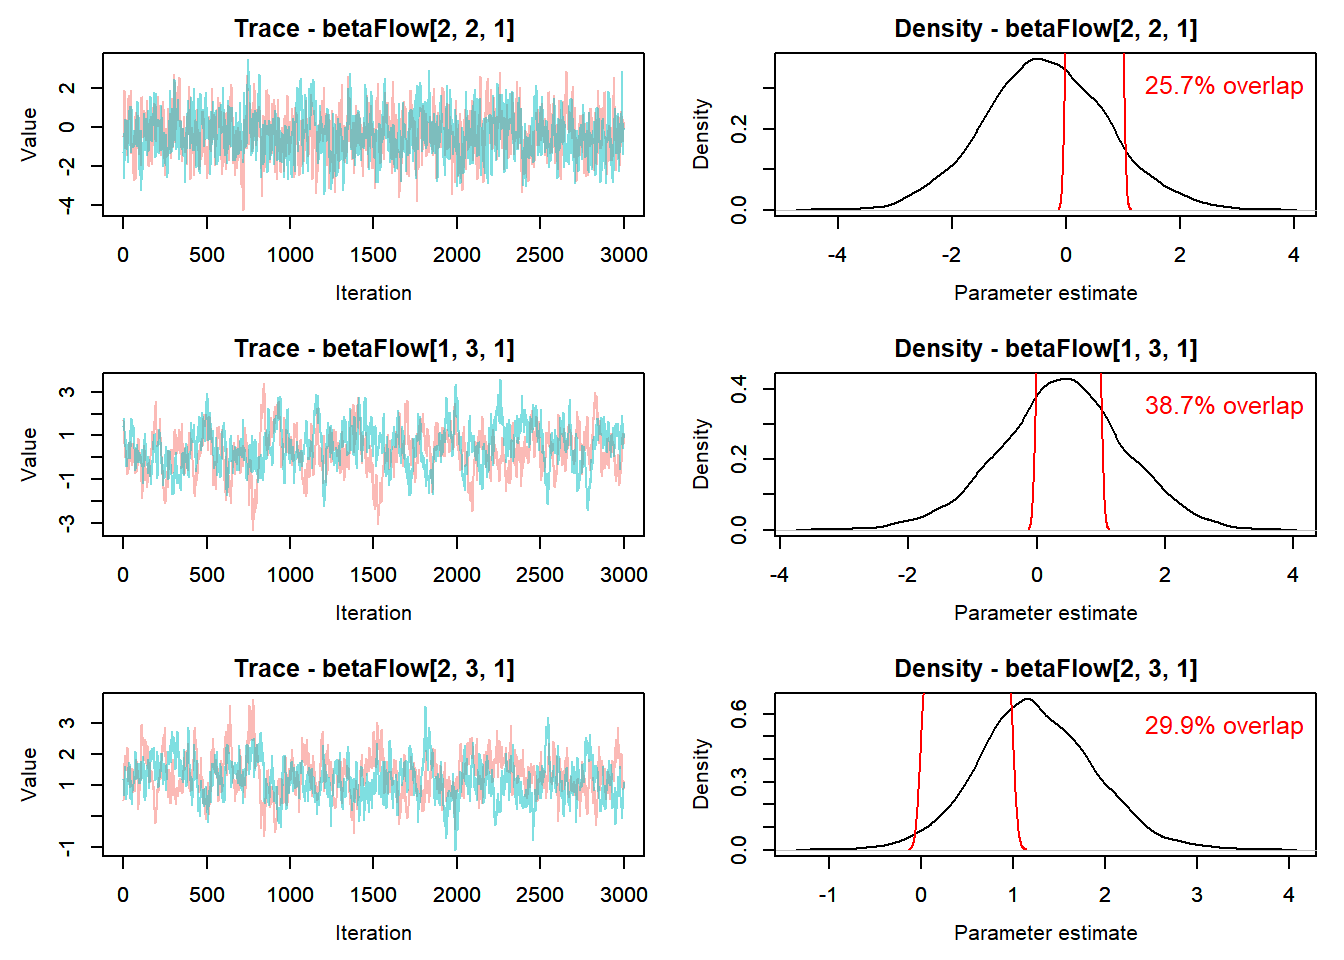 Trace - betaFlow[2, 2, 1]
Value
2
0
-2
-4
0 500 1000 1500 2000 2500 3000
Iteration
Density - betaFlow[2, 2, 1]
25.7% overlap
Density
0.2
0.0
-4 -2 0 2 4
Parameter estimate
Trace - betaFlow[1, 3, 1]
Value
3
1
-1
-3
0 500 1000 1500 2000 2500 3000
Iteration
Density - betaFlow[1, 3, 1]
38.7% overlap
Density
0.4
0.2
0.0
-4 -2 0 2 4
Parameter estimate
Trace - betaFlow[2, 3, 1]
Value
3
2
1
-1
0 500 1000 1500 2000 2500 3000
Iteration
Density - betaFlow[2, 3, 1]
29.9% overlap
Density
0.6
0.3
0.0
-1 0 1 2 3 4
Parameter estimate